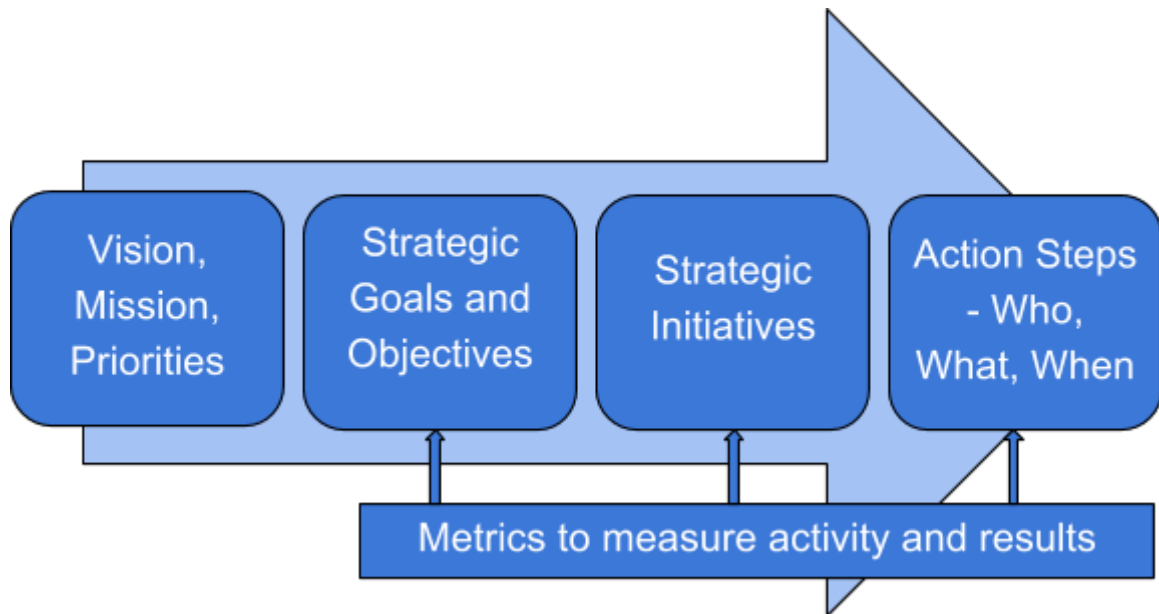 Vision,
Mission,
Priorities
Strategic
Goals and
Objectives
Strategic
Initiatives
Action Steps
- Who,
What, When
Metrics to measure activity and results